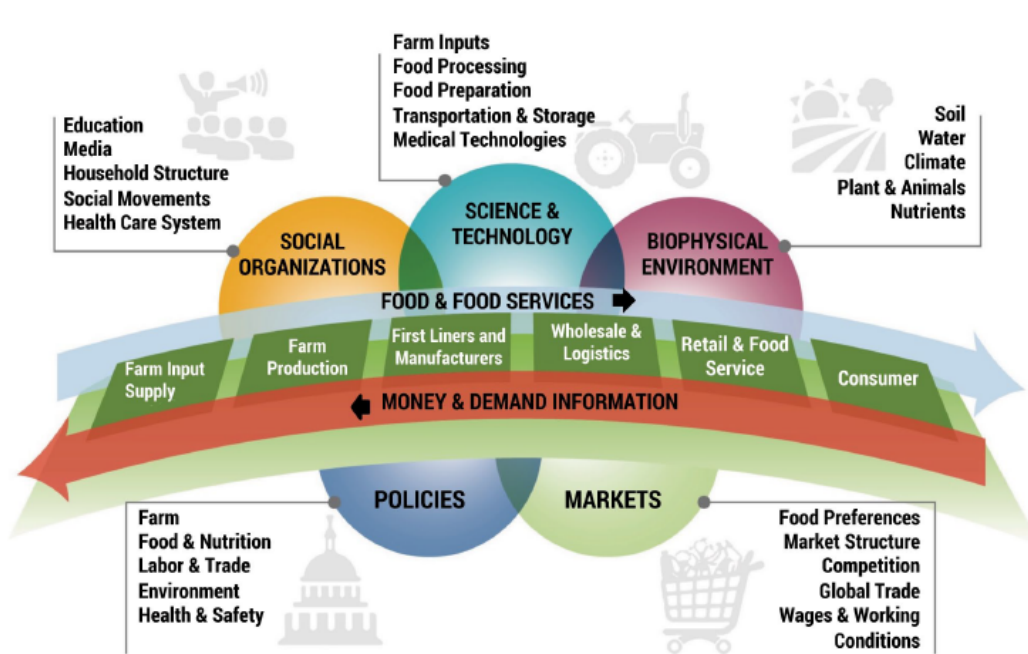 Farm Inputs
Food Processing
Food Preparation
Transportation & Storage
Medical Technologies
Education
Media
Household Structure
Social Movements
Health Care System
Soil
Water
Climate
Plant & Animals
Nutrients
SOCIAL
ORGANIZATIONS
SCIENCE &
TECHNOLOGY
BIOPHYSICAL
ENVIRONMENT
FOOD & FOOD SERVICES
Farm Input
Supply
Farm
Production
First Liners and
Manufacturers
Wholesale &
Logistics
Retail & Food
Service
Consumer
MONEY & DEMAND INFORMATION
POLICIES
MARKETS
Farm
Food & Nutrition
Labor & Trade
Environment
Health & Safety
Food Preferences
Market Structure
Competition
Global Trade
Wages & Working
Conditions